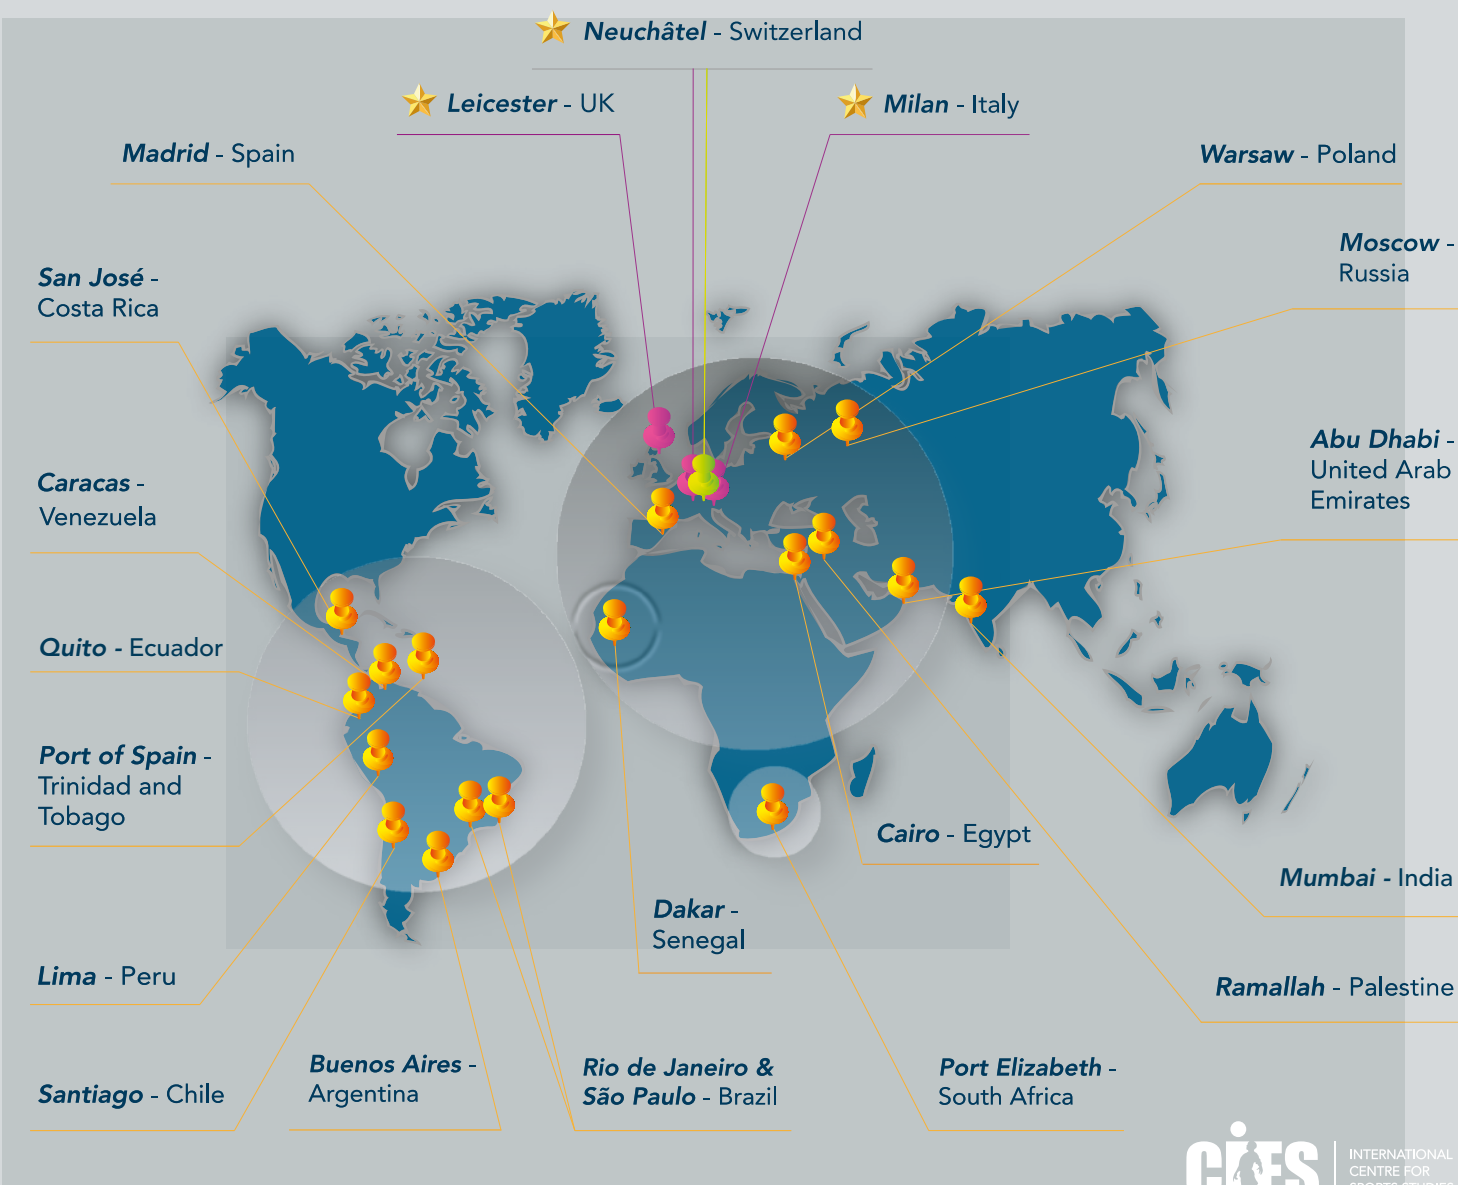 Neuchâtel - Switzerland
Leicester - UK
Milan - Italy
Madrid - Spain
Warsaw - Poland
Moscow -
Russia
San José -
Costa Rica
Abu Dhabi -
United Arab
Emirates
Caracas -
Venezuela
Quito - Ecuador
Port of Spain -
Trinidad and
Tobago
Cairo - Egypt
Mumbai - India
Dakar -
Senegal
Lima - Peru
Ramallah - Palestine
Buenos Aires -
Argentina
Rio de Janeiro &
São Paulo - Brazil
Port Elizabeth -
South Africa
Santiago - Chile
CIES
INTERNATIONAL
CENTRE FOR
SPORTS STUDIES